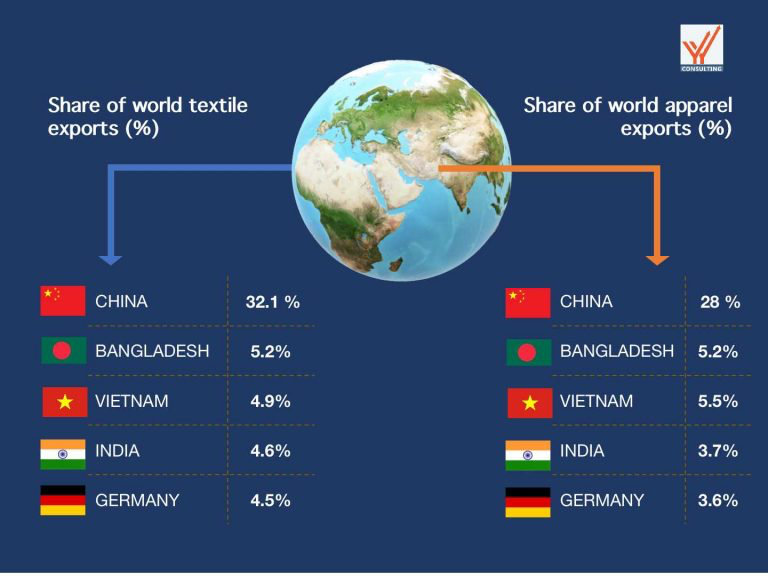 CONSULTING
Share of world textile
exports (%)
Share of world apparel
exports (%)
CHINA 32.1 %
BANGLADESH 5.2%
VIETNAM 4.9%
INDIA 4.6%
GERMANY 4.5%
CHINA 28 %
BANGLADESH 5.2%
VIETNAM 5.5%
INDIA 3.7%
GERMANY 3.6%